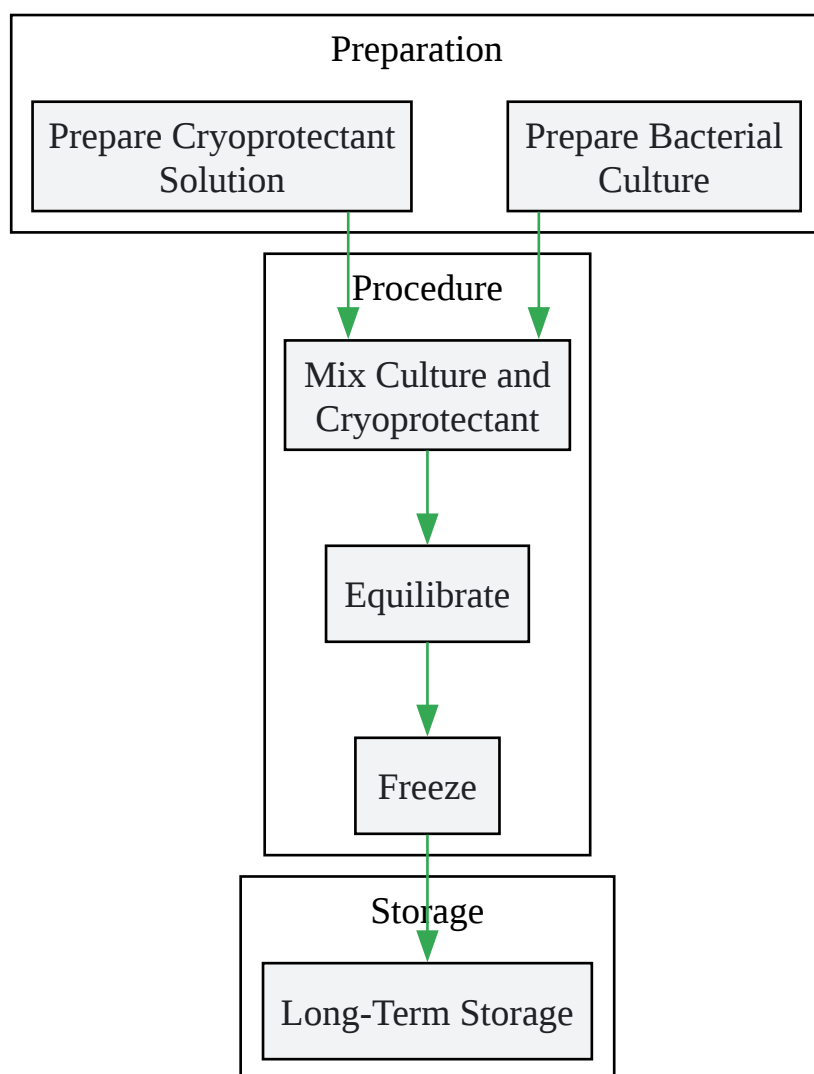 Preparation
Prepare Cryoprotectant
Solution
Prepare Bacterial
Culture
Procedure
Mix Culture and
Cryoprotectant
Equilibrate
Freeze
Storage
Long-Term Storage